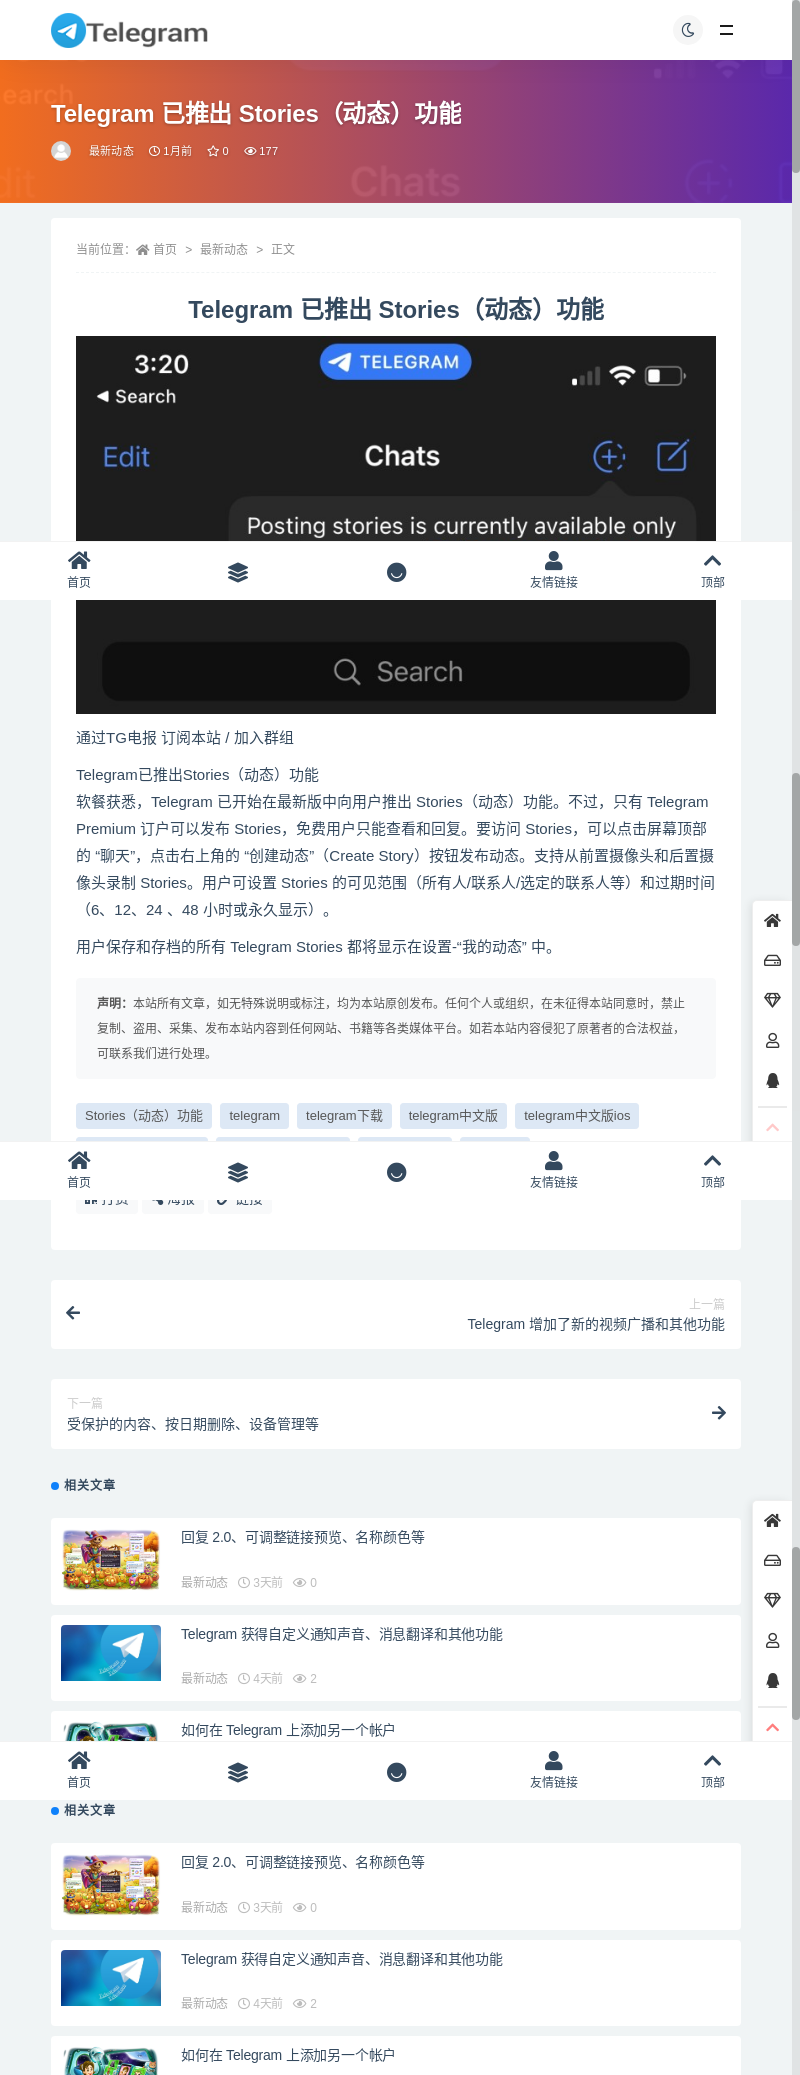 Telegram
Telegram 已推出 Stories（动态）功能
最新动态 1月前 0 177
当前位置： 首页 > 最新动态 > 正文
Telegram 已推出 Stories（动态）功能
3:20 TELEGRAM
Search
Edit Chats
Posting stories is currently available only
首页 友情链接 顶部
Search
通过TG电报 订阅本站 / 加入群组
Telegram已推出Stories（动态）功能
软餐获悉，Telegram 已开始在最新版中向用户推出 Stories（动态）功能。不过，只有 Telegram
Premium 订户可以发布 Stories，免费用户只能查看和回复。要访问 Stories，可以点击屏幕顶部
的 “聊天”，点击右上角的 “创建动态”（Create Story）按钮发布动态。支持从前置摄像头和后置摄
像头录制 Stories。用户可设置 Stories 的可见范围（所有人/联系人/选定的联系人等）和过期时间
（6、12、24 、48 小时或永久显示）。
用户保存和存档的所有 Telegram Stories 都将显示在设置-“我的动态” 中。
声明：本站所有文章，如无特殊说明或标注，均为本站原创发布。任何个人或组织，在未征得本站同意时，禁止
复制、盗用、采集、发布本站内容到任何网站、书籍等各类媒体平台。如若本站内容侵犯了原著者的合法权益，
可联系我们进行处理。
Stories（动态）功能 telegram telegram下载 telegram中文版 telegram中文版ios
首页 友情链接 顶部
打赏 海报 链接
上一篇
Telegram 增加了新的视频广播和其他功能
下一篇
受保护的内容、按日期删除、设备管理等
相关文章
回复 2.0、可调整链接预览、名称颜色等
最新动态 3天前 0
Telegram 获得自定义通知声音、消息翻译和其他功能
最新动态 4天前 2
如何在 Telegram 上添加另一个帐户
首页 友情链接 顶部
相关文章
回复 2.0、可调整链接预览、名称颜色等
最新动态 3天前 0
Telegram 获得自定义通知声音、消息翻译和其他功能
最新动态 4天前 2
如何在 Telegram 上添加另一个帐户